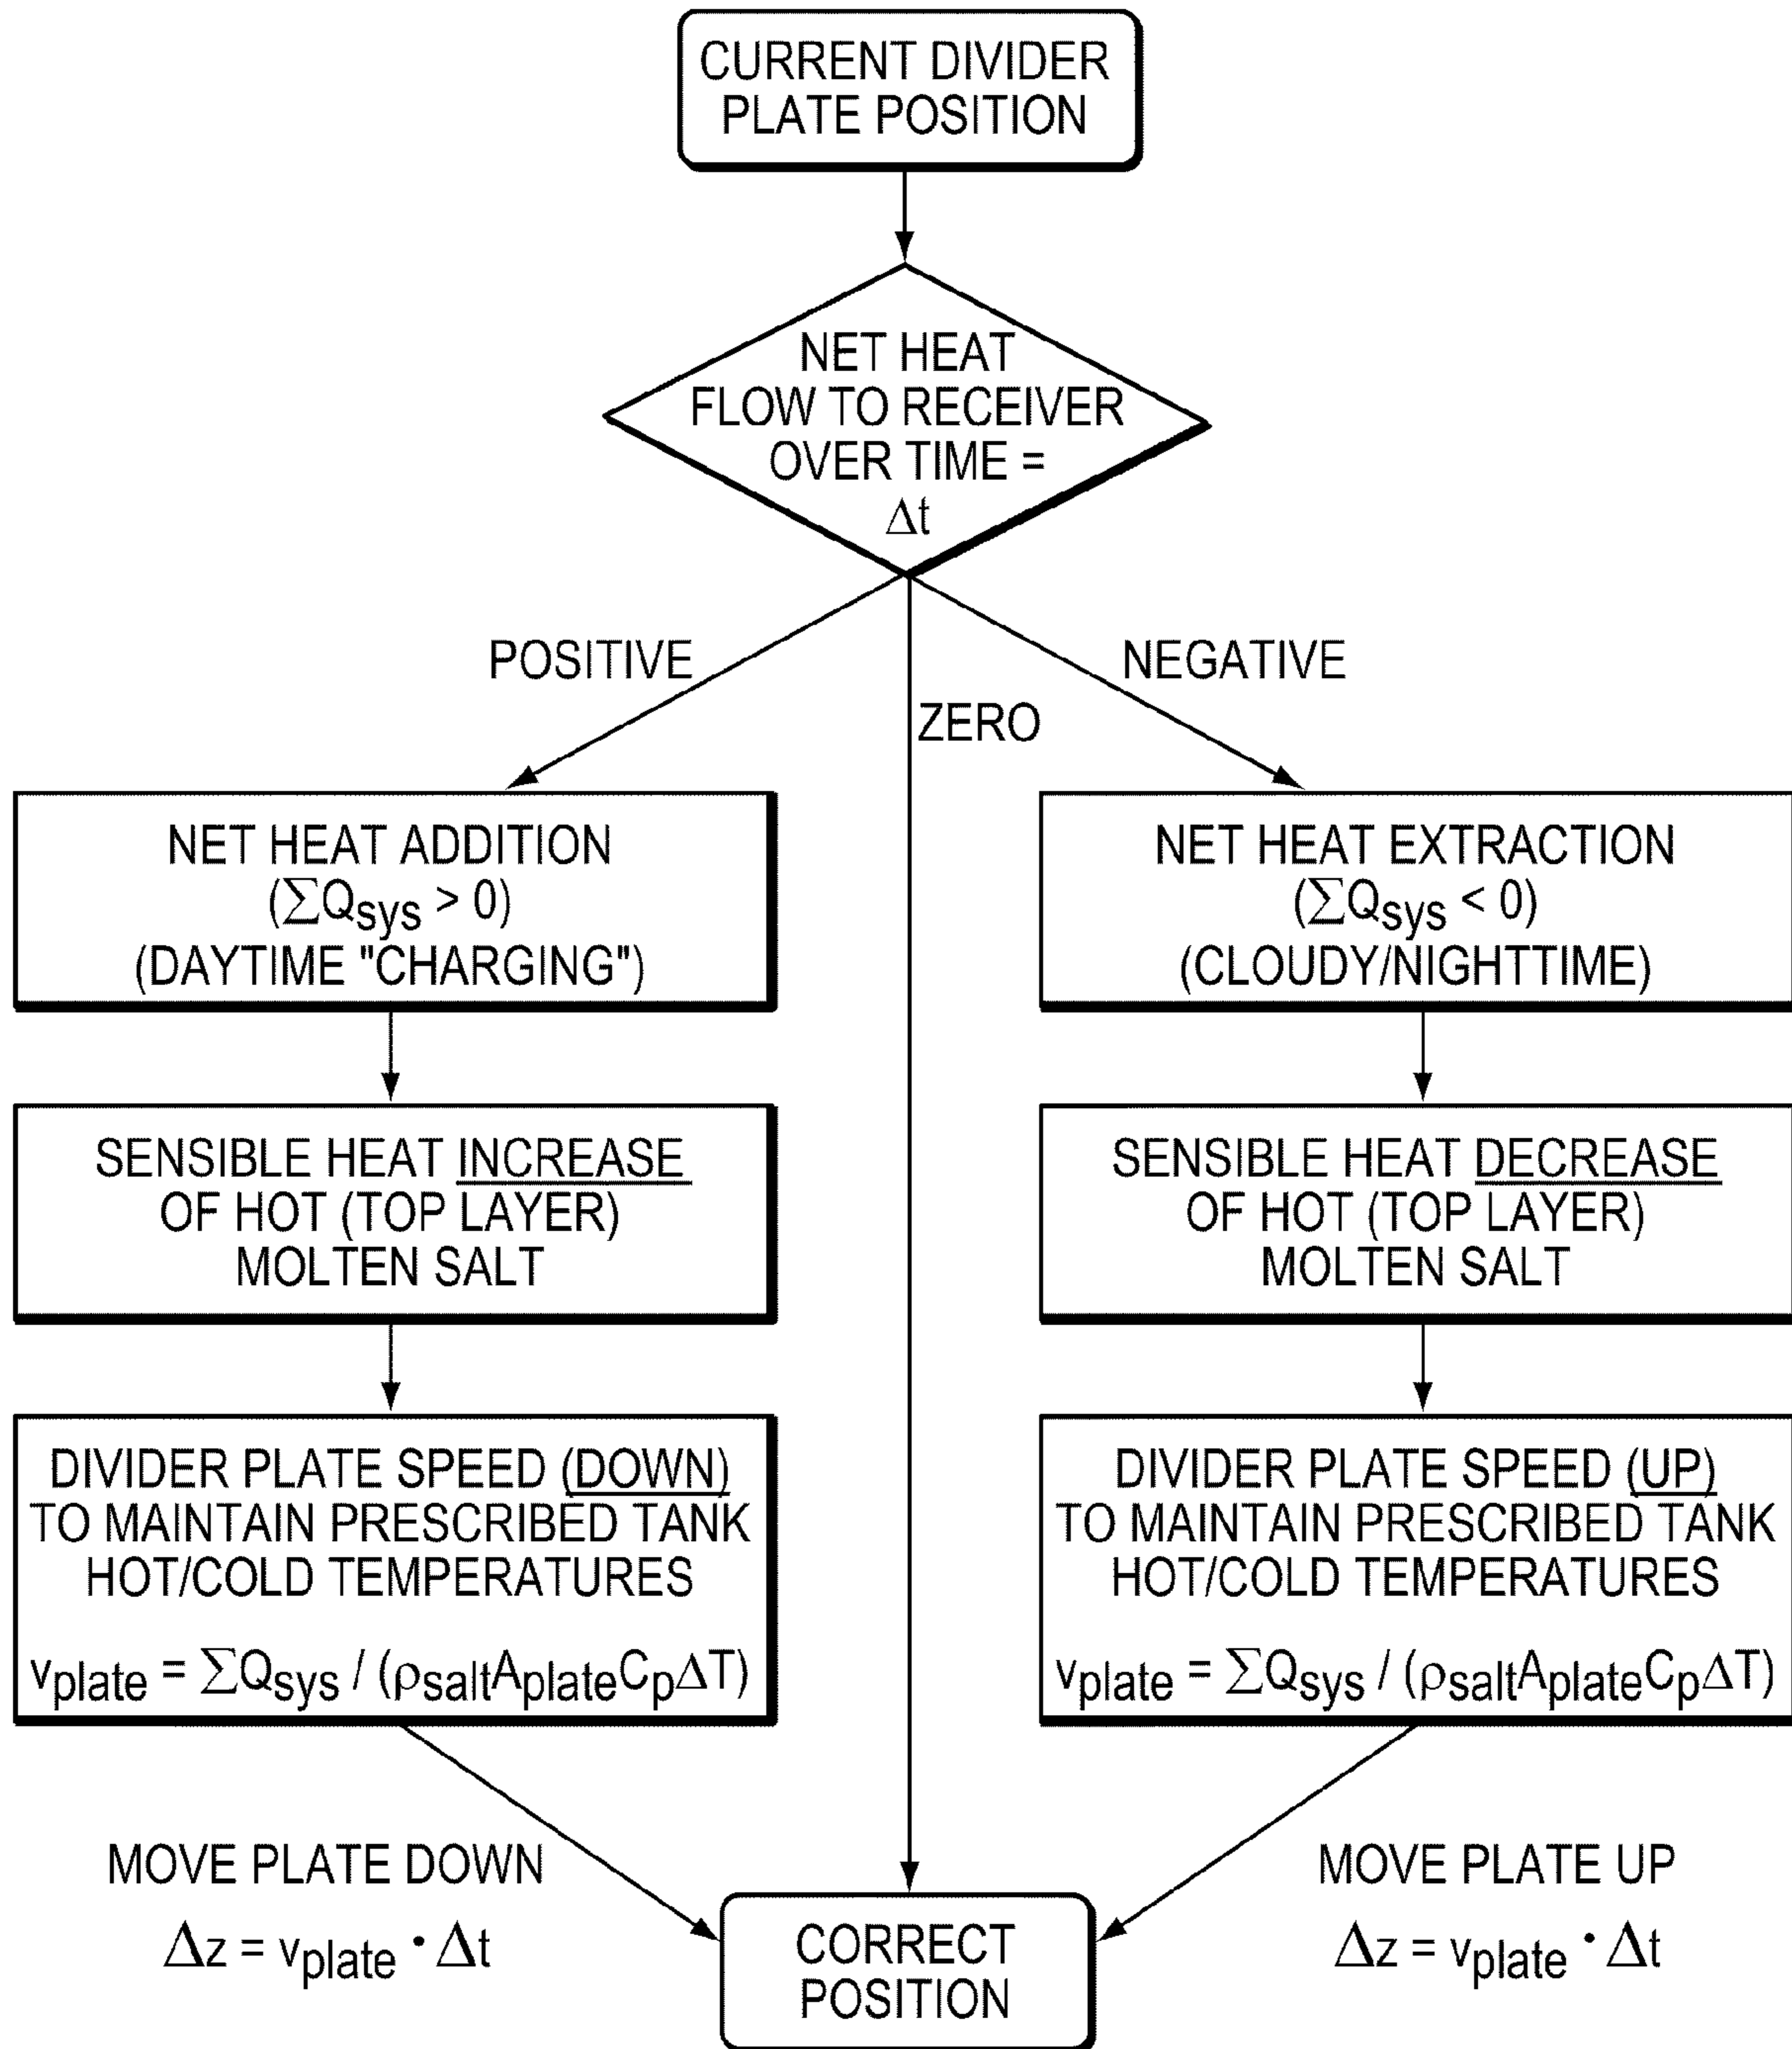 CURRENT DIVIDER
PLATE POSITION
NET HEAT
FLOW TO RECEIVER
OVER TIME =
Δt
POSITIVE
ZERO
NEGATIVE
NET HEAT ADDITION
(∑Qsys > 0)
(DAYTIME "CHARGING")
NET HEAT EXTRACTION
(∑Qsys < 0)
(CLOUDY/NIGHTTIME)
SENSIBLE HEAT INCREASE
OF HOT (TOP LAYER)
MOLTEN SALT
SENSIBLE HEAT DECREASE
OF HOT (TOP LAYER)
MOLTEN SALT
DIVIDER PLATE SPEED (DOWN)
TO MAINTAIN PRESCRIBED TANK
HOT/COLD TEMPERATURES
vplate = ∑Qsys / (ρsaltAplateCpΔT)
DIVIDER PLATE SPEED (UP)
TO MAINTAIN PRESCRIBED TANK
HOT/COLD TEMPERATURES
vplate = ∑Qsys / (ρsaltAplateCpΔT)
MOVE PLATE DOWN
Δz = vplate · Δt
MOVE PLATE UP
Δz = vplate · Δt
CORRECT
POSITION